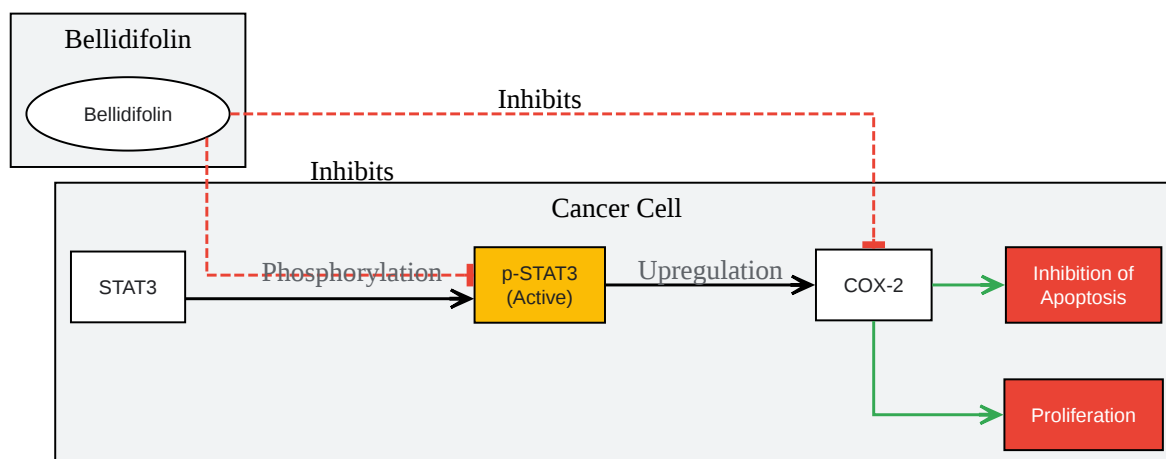 Bellidifolin
Bellidifolin
Inhibits
Inhibits
Cancer Cell
STAT3
Phosphorylation
p-STAT3
(Active)
Upregulation
COX-2
Inhibition of
Apoptosis
Proliferation